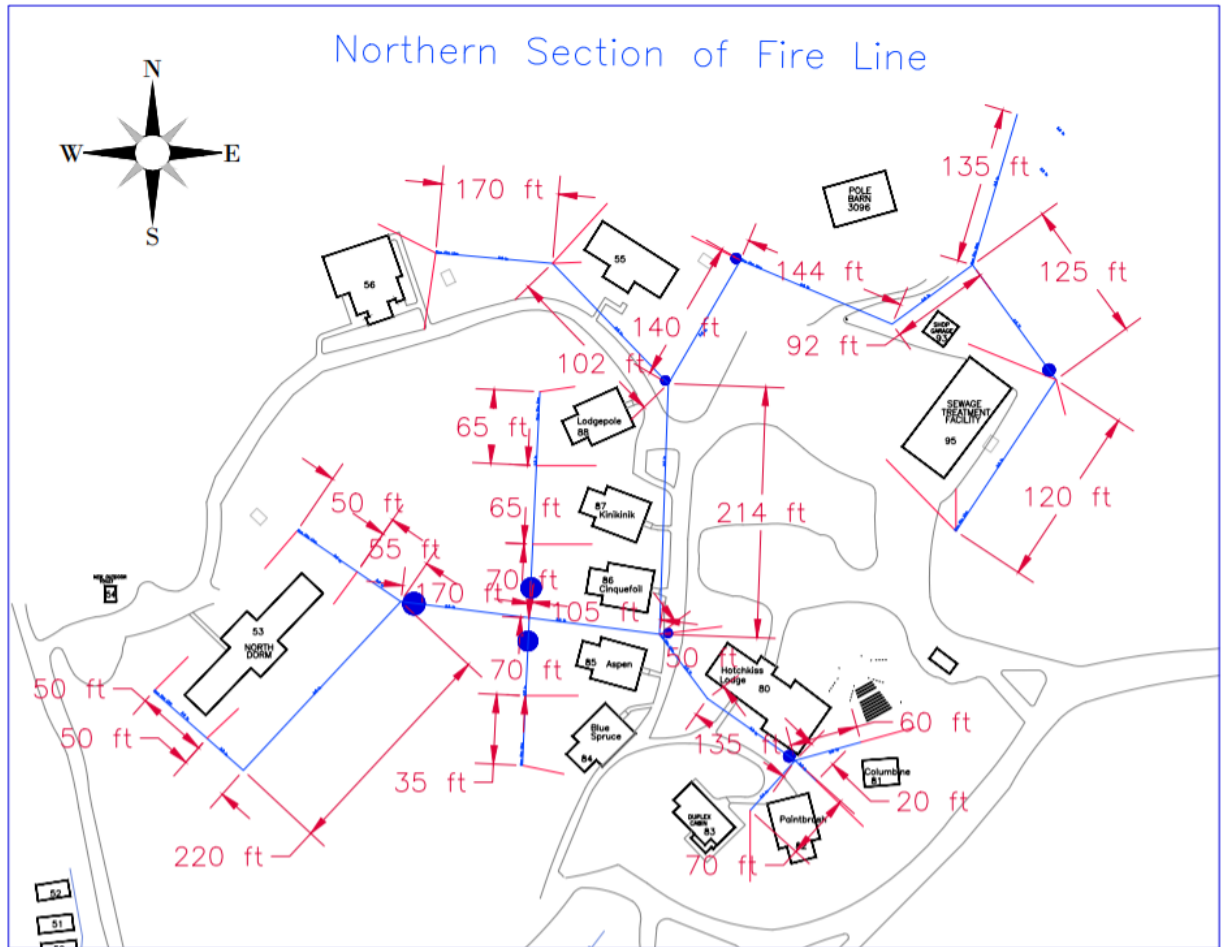 Northern Section of Fire Line
N
W E
S
170 ft
135 ft
POLE
BARN
3096
55
56
144 ft
125 ft
140 ft
SHOP
GARAGE
93
92 ft
102 ft
65 ft
Lodgepole
88
SEWAGE
TREATMENT
FACILITY
95
120 ft
50 ft
65 ft
87
Kinikinik
214 ft
55 ft
70 ft
86
Cinquefoil
170 ft
105 ft
54
53
NORTH
DORM
70 ft
85 Aspen
50 ft
Hotchkiss
Lodge 80
50 ft
50 ft
Blue
Spruce
84
135 ft
60 ft
35 ft
Columbine
81
20 ft
DUPLEX
CABIN
83
Paintbrush
70 ft
220 ft
52
51